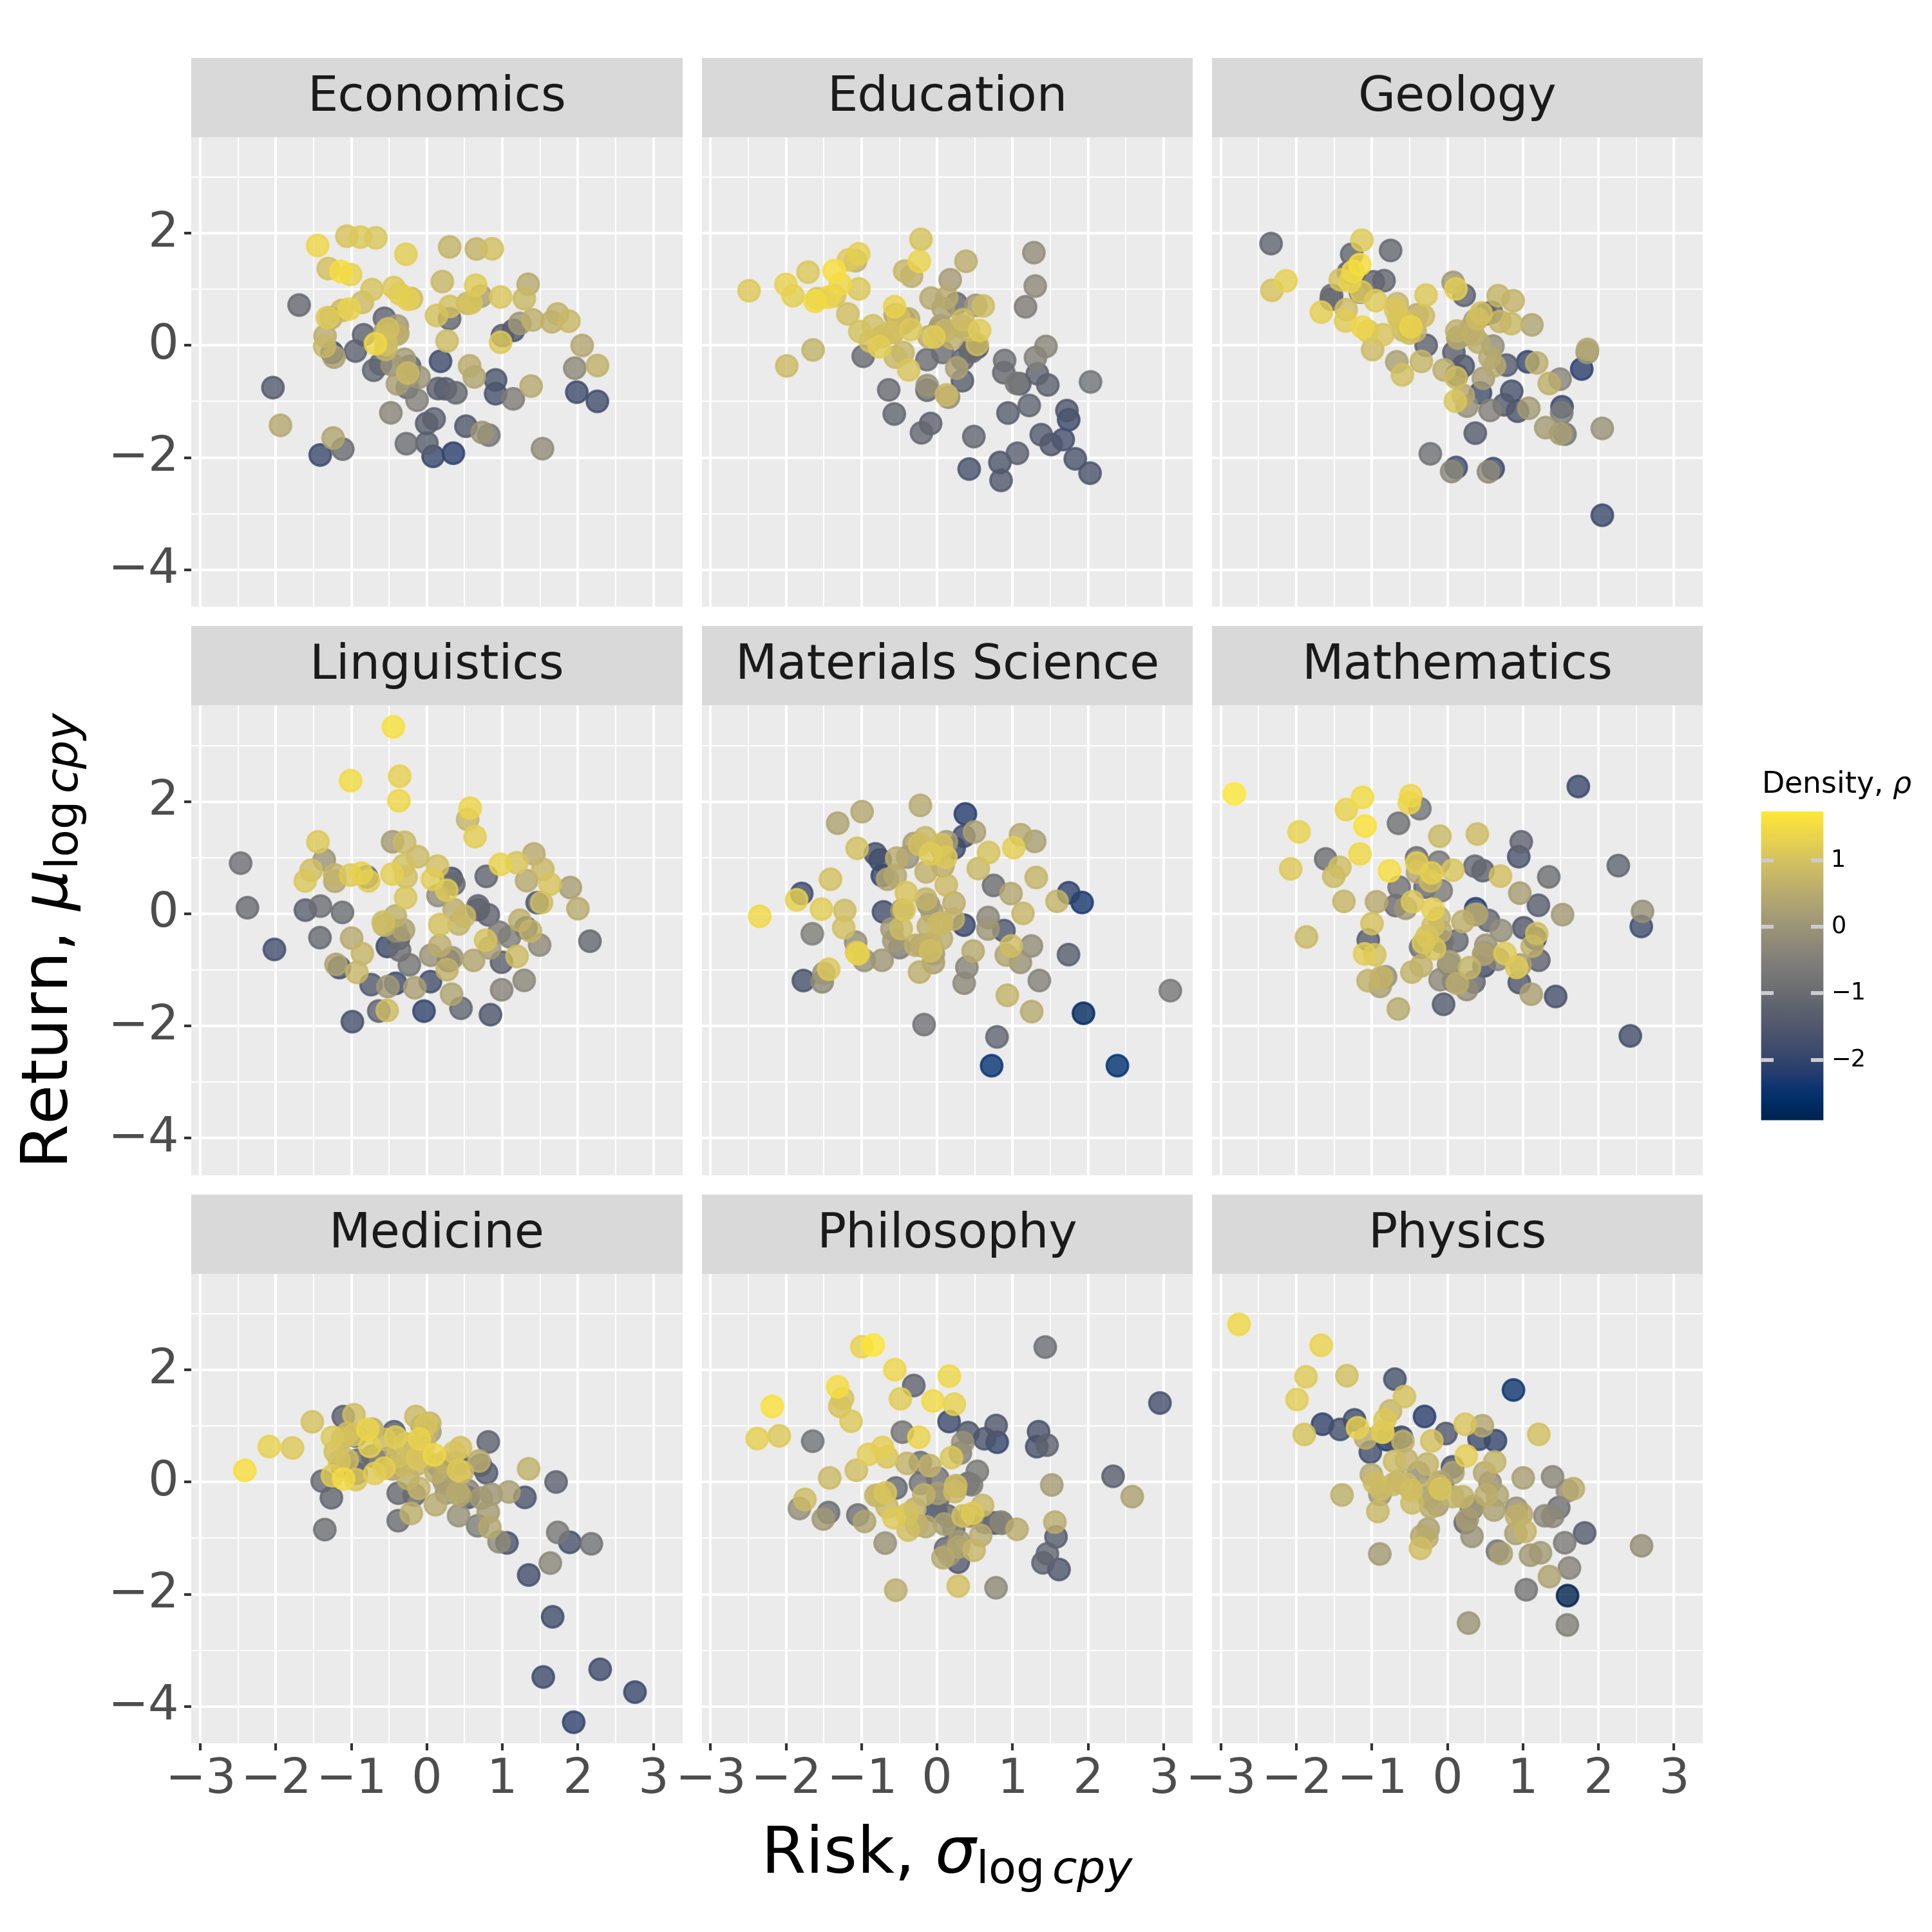 Economics
Education
Geology
2
0
−2
−4
Linguistics
Materials Science
Mathematics
2
0
−2
−4
Medicine
Philosophy
Physics
2
0
−2
−4
−3 −2 −1 0 1 2 3
−3 −2 −1 0 1 2 3
−3 −2 −1 0 1 2 3
Risk, σ_log cpy
Return, μ_log cpy
Density, ρ
1
0
−1
−2